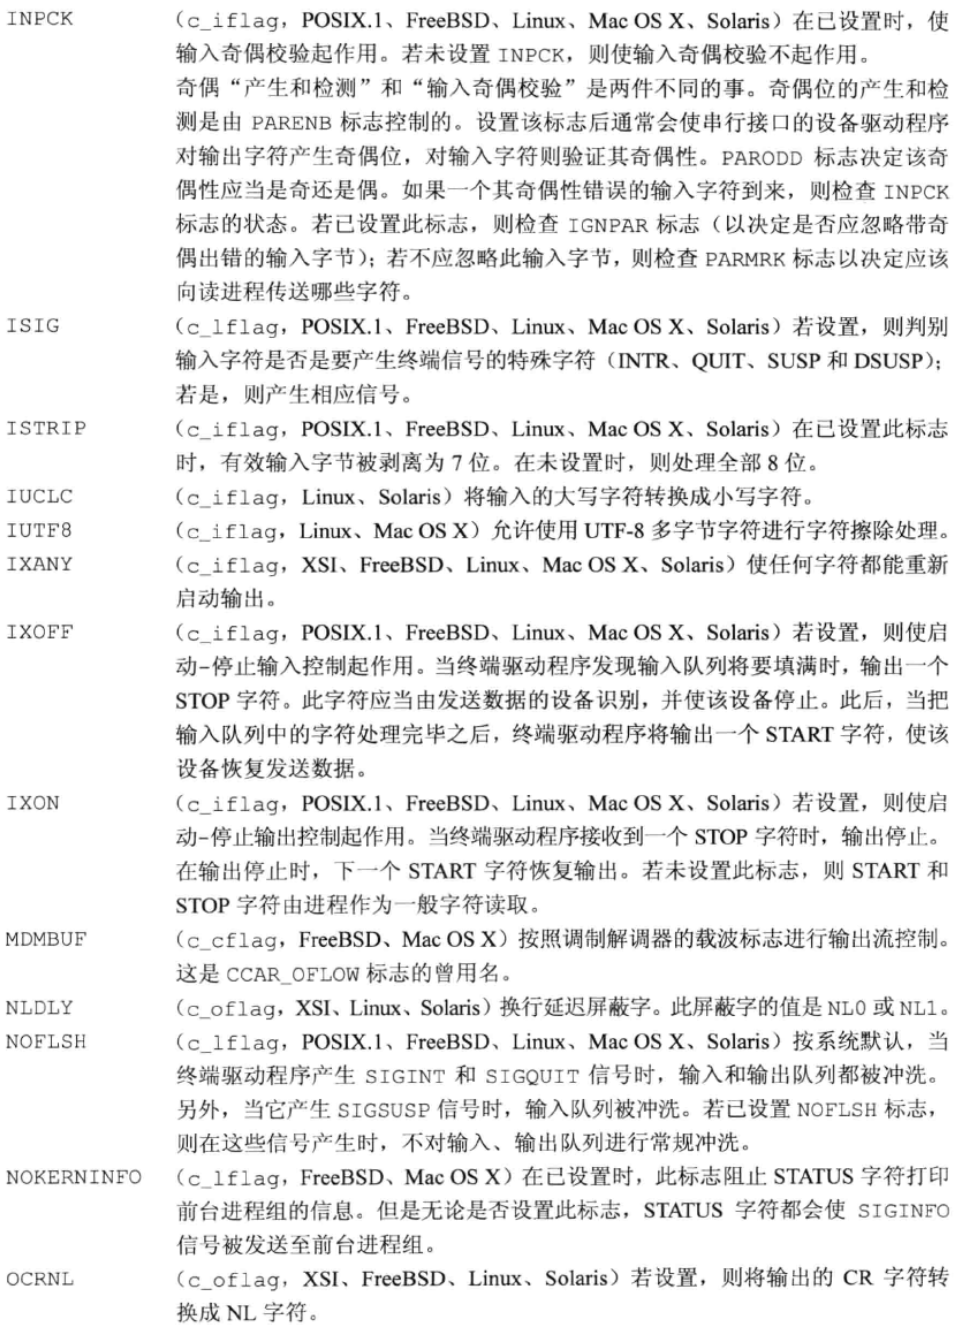 INPCK （c_iflag，POSIX.1、FreeBSD、Linux、Mac OS X、Solaris）在已设置时，使
输入奇偶校验起作用。若未设置 INPCK，则使输入奇偶校验不起作用。
奇偶“产生和检测”和“输入奇偶校验”是两件不同的事。奇偶位的产生和检
测是由 PARENB 标志控制的。设置该标志后通常会使串行接口的设备驱动程序
对输出字符产生奇偶位，对输入字符则验证其奇偶性。PARODD 标志决定该奇
偶性应当是奇还是偶。如果一个其奇偶性错误的输入字符到来，则检查 INPCK
标志的状态。若已设置此标志，则检查 IGNPAR 标志（以决定是否应忽略带奇
偶出错的输入字节）；若不应忽略此输入字节，则检查 PARMRK 标志以决定应该
向读进程传送哪些字符。
ISIG （c_lflag，POSIX.1、FreeBSD、Linux、Mac OS X、Solaris）若设置，则判别
输入字符是否是要产生终端信号的特殊字符（INTR、QUIT、SUSP 和 DSUSP）；
若是，则产生相应信号。
ISTRIP （c_iflag，POSIX.1、FreeBSD、Linux、Mac OS X、Solaris）在已设置此标志
时，有效输入字节被剥离为 7 位。在未设置时，则处理全部 8 位。
IUCLC （c_iflag，Linux、Solaris）将输入的大写字符转换成小写字符。
IUTF8 （c_iflag，Linux、Mac OS X）允许使用 UTF-8 多字节字符进行字符擦除处理。
IXANY （c_iflag，XSI、FreeBSD、Linux、Mac OS X、Solaris）使任何字符都能重新
启动输出。
IXOFF （c_iflag，POSIX.1、FreeBSD、Linux、Mac OS X、Solaris）若设置，则使启
动-停止输入控制起作用。当终端驱动程序发现输入队列将要填满时，输出一个
STOP 字符。此字符应当由发送数据的设备识别，并使该设备停止。此后，当把
输入队列中的字符处理完毕之后，终端驱动程序将输出一个 START 字符，使该
设备恢复发送数据。
IXON （c_iflag，POSIX.1、FreeBSD、Linux、Mac OS X、Solaris）若设置，则使启
动-停止输出控制起作用。当终端驱动程序接收到一个 STOP 字符时，输出停止。
在输出停止时，下一个 START 字符恢复输出。若未设置此标志，则 START 和
STOP 字符由进程作为一般字符读取。
MDMBUF （c_cflag，FreeBSD、Mac OS X）按照调制解调器的载波标志进行输出流控制。
这是 CCAR_OFLOW 标志的曾用名。
NLDLY （c_oflag，XSI、Linux、Solaris）换行延迟屏蔽字。此屏蔽字的值是 NL0 或 NL1。
NOFLSH （c_lflag，POSIX.1、FreeBSD、Linux、Mac OS X、Solaris）按系统默认，当
终端驱动程序产生 SIGINT 和 SIGQUIT 信号时，输入和输出队列都被冲洗。
另外，当它产生 SIGSUSP 信号时，输入队列被冲洗。若已设置 NOFLSH 标志，
则在这些信号产生时，不对输入、输出队列进行常规冲洗。
NOKERNINFO （c_lflag，FreeBSD、Mac OS X）在已设置时，此标志阻止 STATUS 字符打印
前台进程组的信息。但是无论是否设置此标志，STATUS 字符都会使 SIGINFO
信号被发送至前台进程组。
OCRNL （c_oflag，XSI、FreeBSD、Linux、Solaris）若设置，则将输出的 CR 字符转
换成 NL 字符。